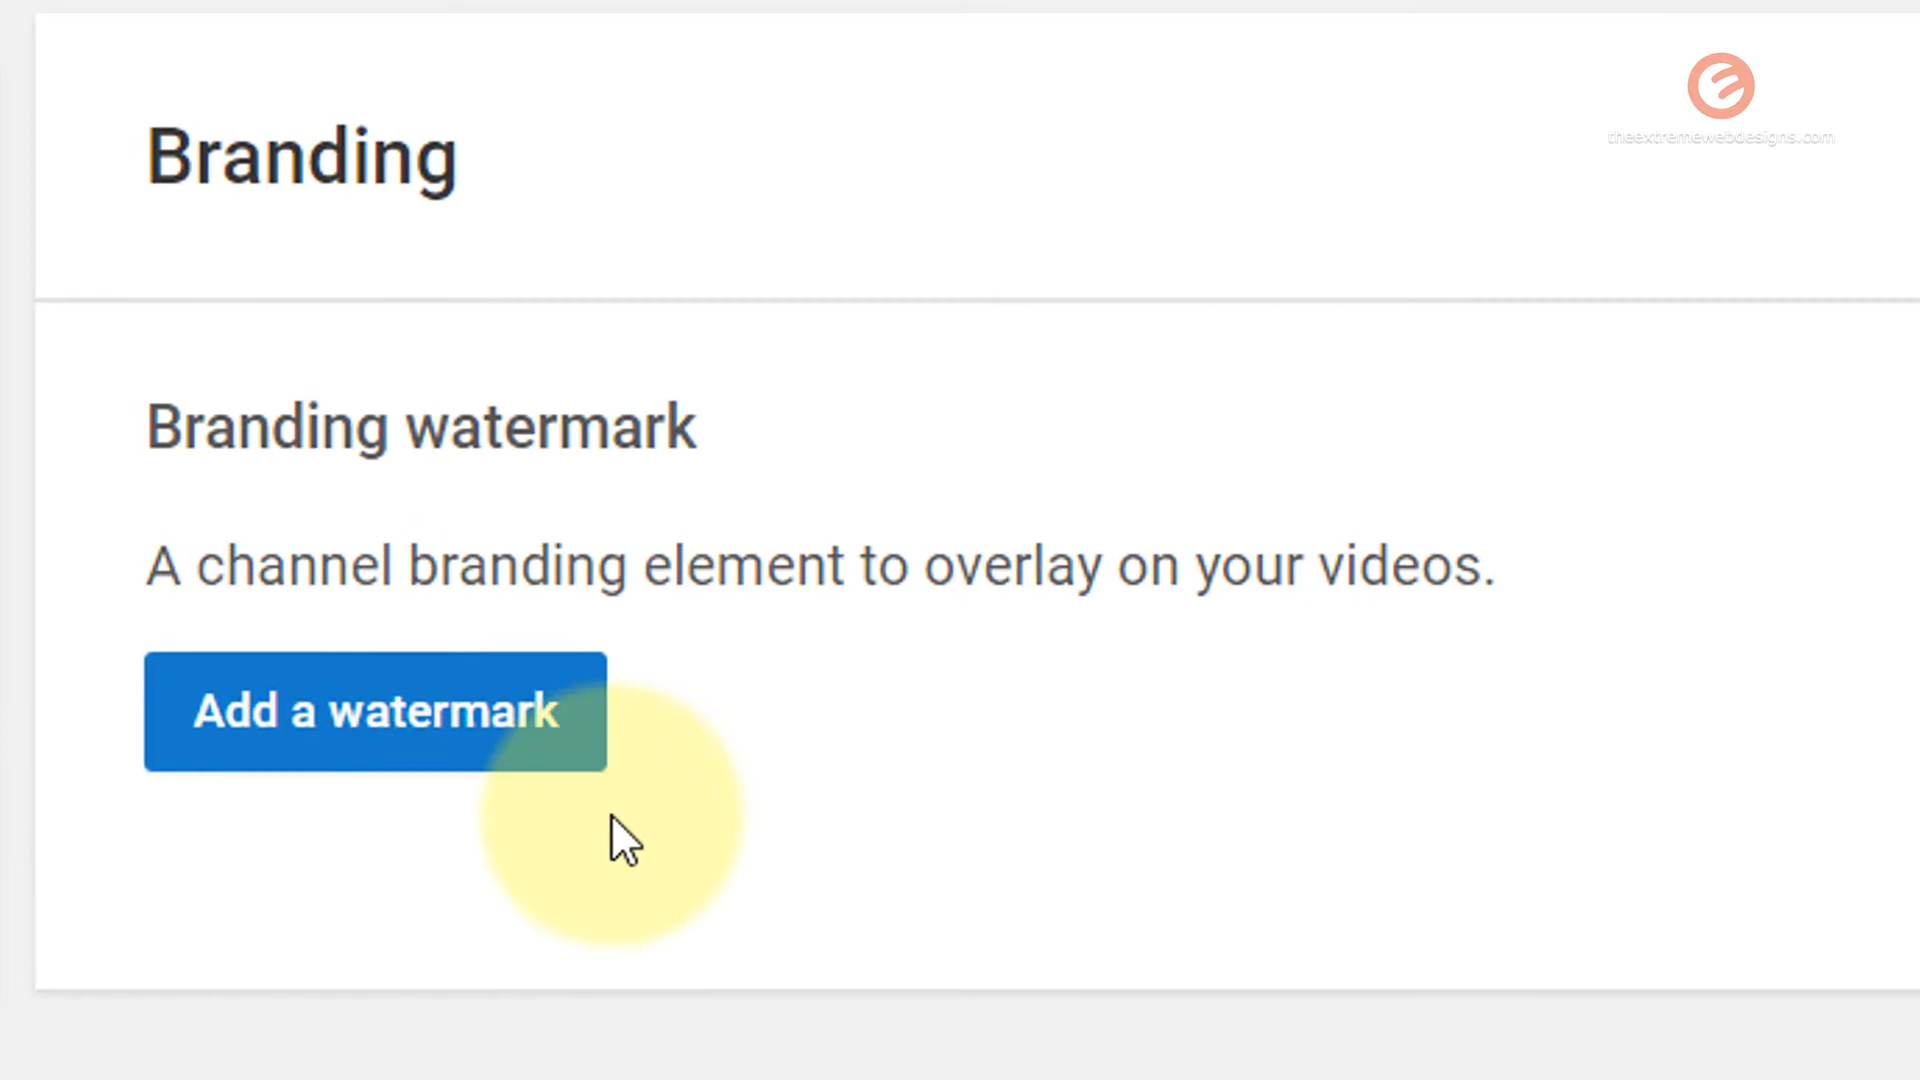 Branding
theextremewebdesigns.com
Branding watermark
A channel branding element to overlay on your videos.
Add a watermark